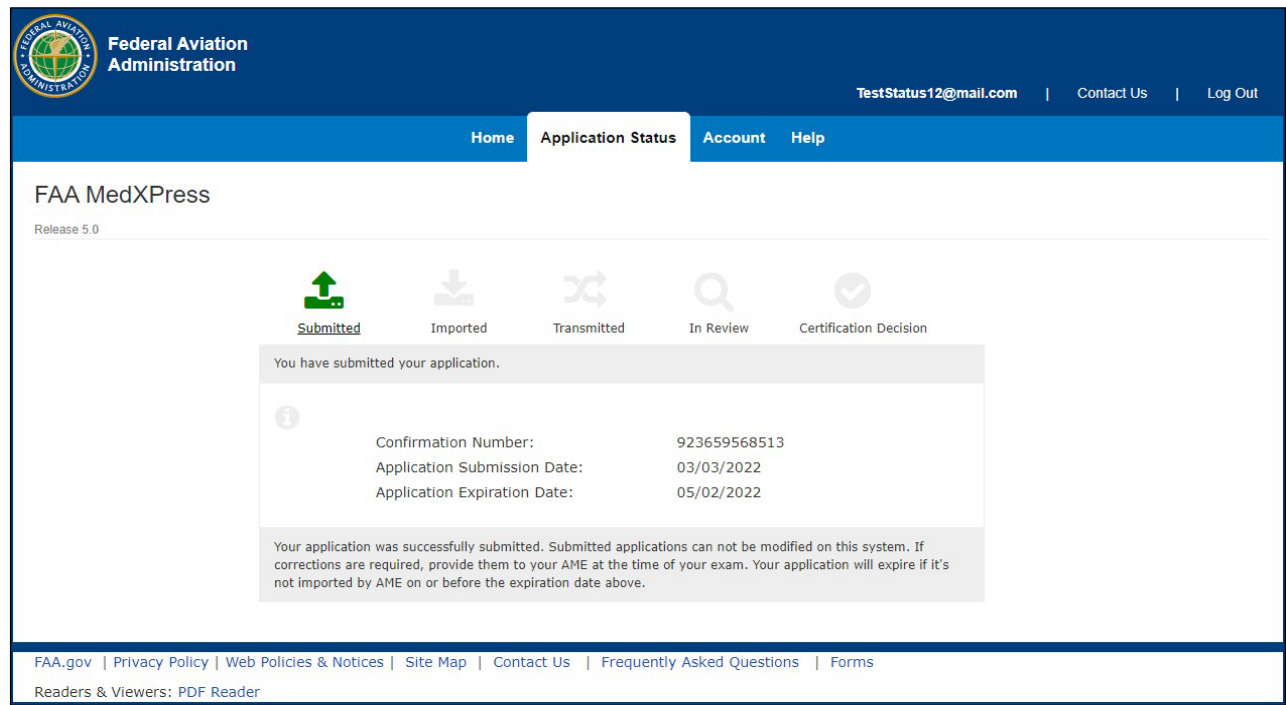 FEDERAL AVIATION ADMINISTRATION
Federal Aviation
Administration
TestStatus12@mail.com | Contact Us | Log Out
Home Application Status Account Help
FAA MedXPress
Release 5.0
Submitted Imported Transmitted In Review Certification Decision
You have submitted your application.
Confirmation Number: 923659568513
Application Submission Date: 03/03/2022
Application Expiration Date: 05/02/2022
Your application was successfully submitted. Submitted applications can not be modified on this system. If
corrections are required, provide them to your AME at the time of your exam. Your application will expire if it's
not imported by AME on or before the expiration date above.
FAA.gov | Privacy Policy | Web Policies & Notices | Site Map | Contact Us | Frequently Asked Questions | Forms
Readers & Viewers: PDF Reader